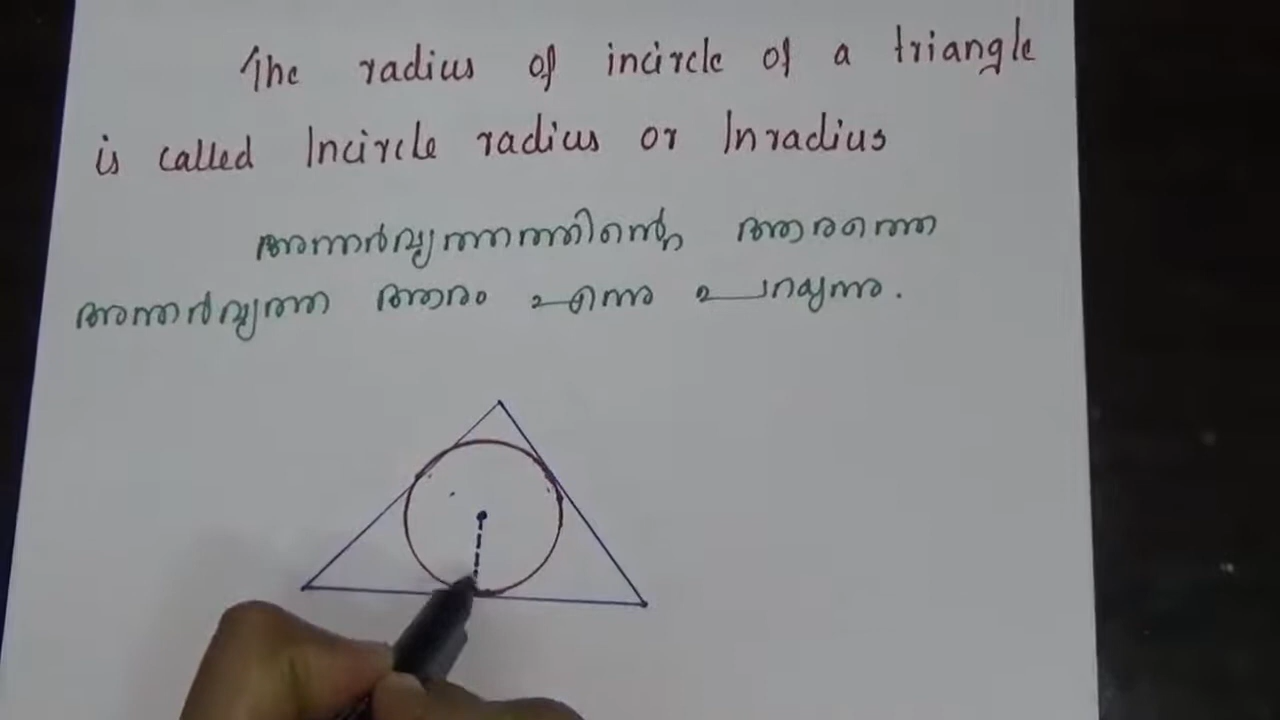 The radius of incircle of a triangle
is called Incircle radius or Inradius
അന്തർവൃത്തത്തിന്റെ ആരത്തെ
അന്തർവൃത്ത ആരം എന്നു പറയുന്നു.